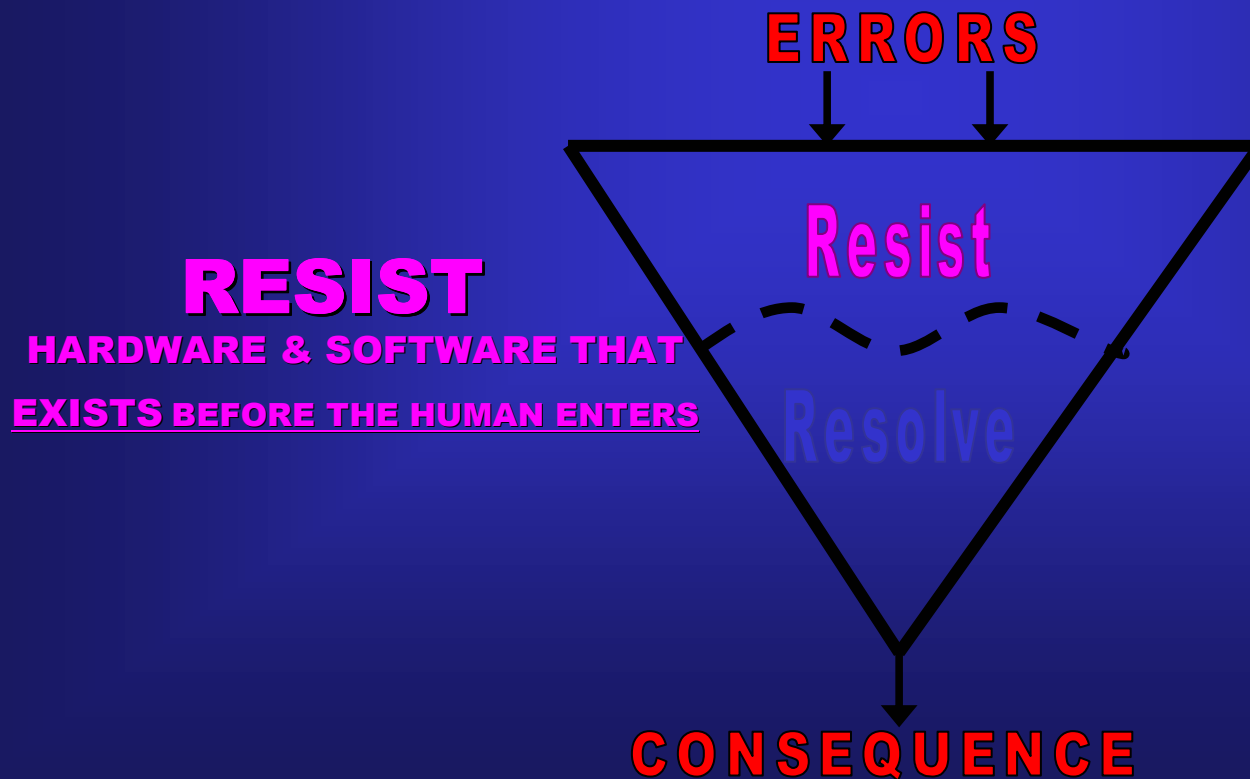 ERRORS
Resist
RESIST
HARDWARE & SOFTWARE THAT
EXISTS BEFORE THE HUMAN ENTERS
Resolve
CONSEQUENCE